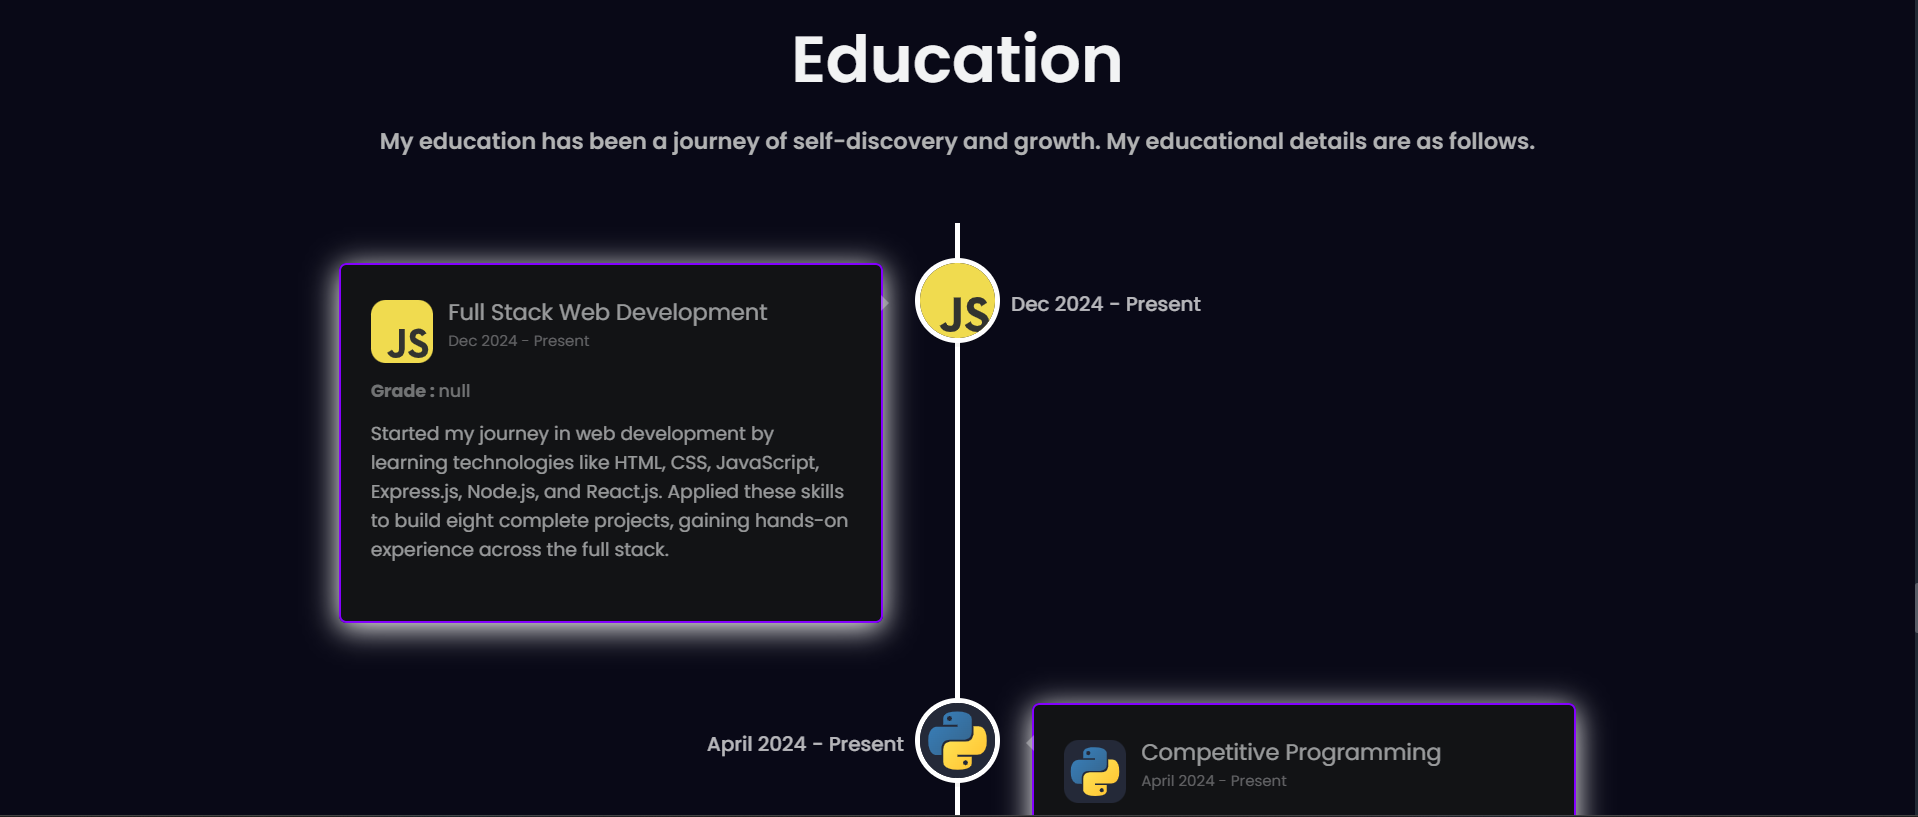 Education
My education has been a journey of self-discovery and growth. My educational details are as follows.
JS
Full Stack Web Development
Dec 2024 - Present
Grade : null
Started my journey in web development by
learning technologies like HTML, CSS, JavaScript,
Express.js, Node.js, and React.js. Applied these skills
to build eight complete projects, gaining hands-on
experience across the full stack.
JS
Dec 2024 - Present
April 2024 - Present
Competitive Programming
April 2024 - Present